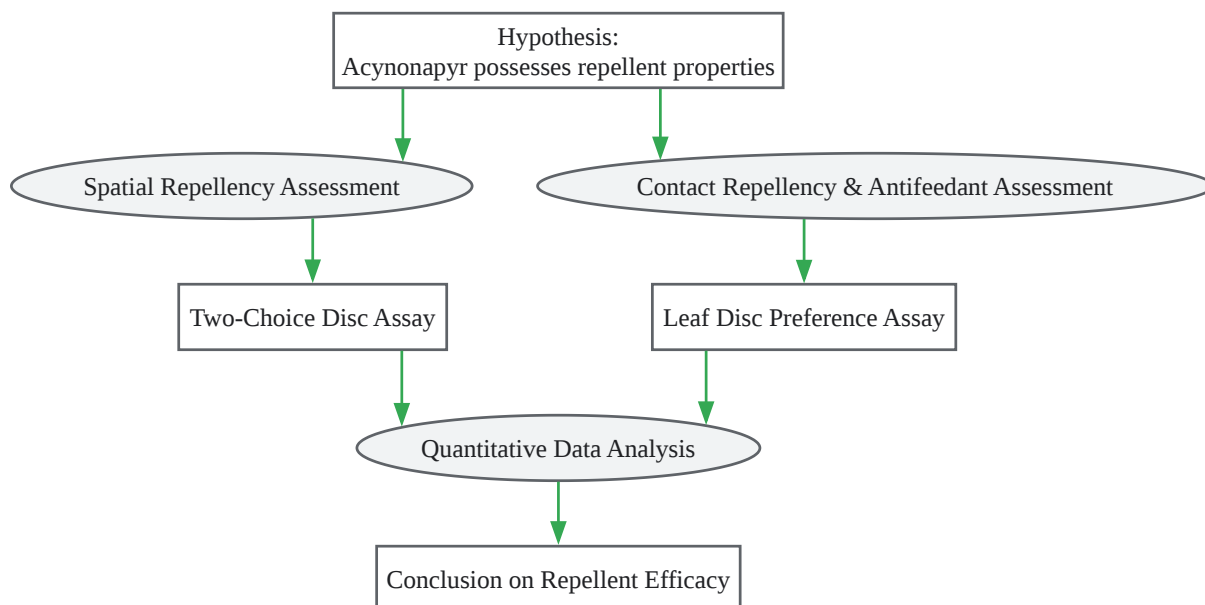 Hypothesis:
Acynonapyr possesses repellent properties
Spatial Repellency Assessment
Contact Repellency & Antifeedant Assessment
Two-Choice Disc Assay
Leaf Disc Preference Assay
Quantitative Data Analysis
Conclusion on Repellent Efficacy